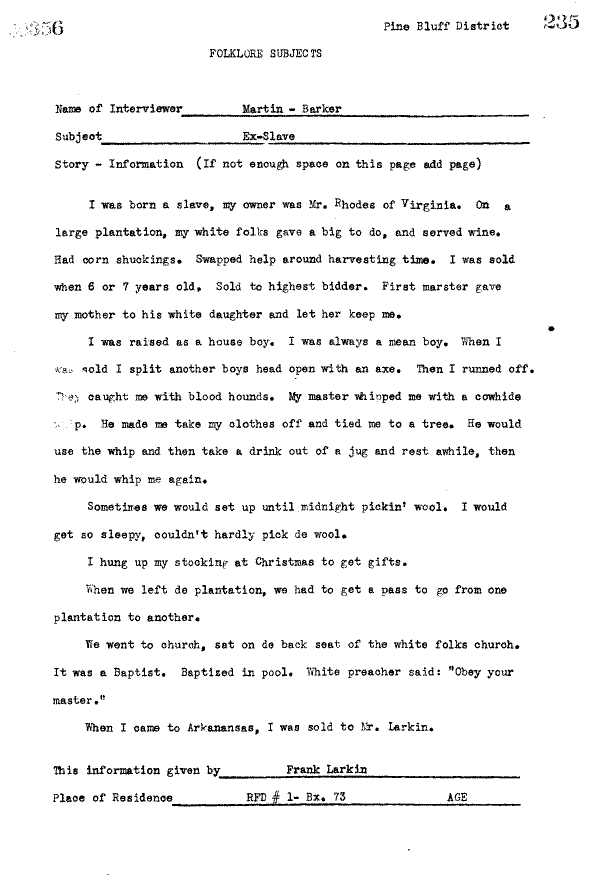 356
Pine Bluff District
235
FOLKLORE SUBJECTS
Name of Interviewer Martin - Barker
Subject Ex-Slave
Story - Information (If not enough space on this page add page)
I was born a slave, my owner was Mr. Rhodes of Virginia. On a
large plantation, my white folks gave a big to do, and served wine.
Had corn shuckings. Swapped help around harvesting time. I was sold
when 6 or 7 years old. Sold to highest bidder. First marster gave
my mother to his white daughter and let her keep me.
I was raised as a house boy. I was always a mean boy. When I
was sold I split another boys head open with an axe. Then I runned off.
They caught me with blood hounds. My master whipped me with a cowhide
He made me take my clothes off and tied me to a tree. He would
use the whip and then take a drink out of a jug and rest awhile, then
he would whip me again.
Sometimes we would set up until midnight pickin' wool. I would
get so sleepy, couldn't hardly pick de wool.
I hung up my stocking at Christmas to get gifts.
When we left de plantation, we had to get a pass to go from one
plantation to another.
We went to church, sat on de back seat of the white folks church.
It was a Baptist. Baptized in pool. White preacher said: "Obey your
master."
When I came to Arkanansas, I was sold to Mr. Larkin.
This information given by Frank Larkin
Place of Residence RFD # 1- Bx. 73 AGE